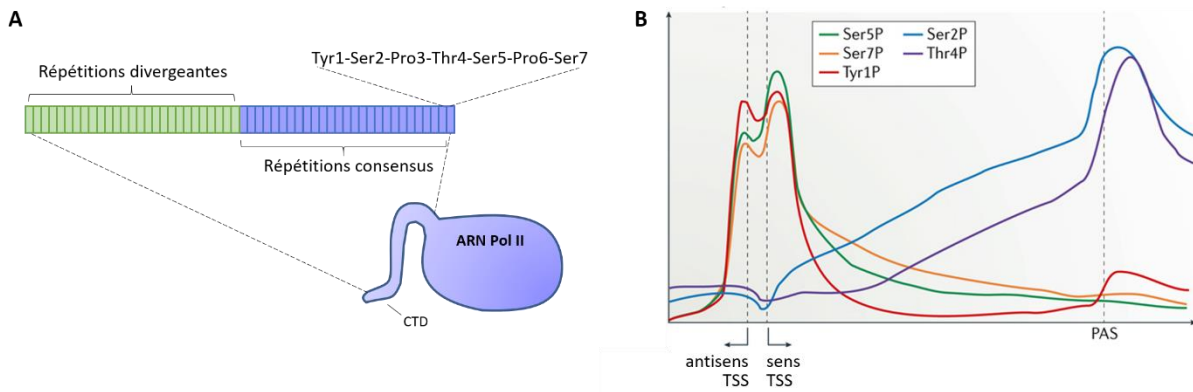 A
Tyr1-Ser2-Pro3-Thr4-Ser5-Pro6-Ser7
Répétitions divergeantes
Répétitions consensus
ARN Pol II
CTD
B
Ser5P
Ser2P
Ser7P
Thr4P
Tyr1P
PAS
antisens
TSS
sens
TSS